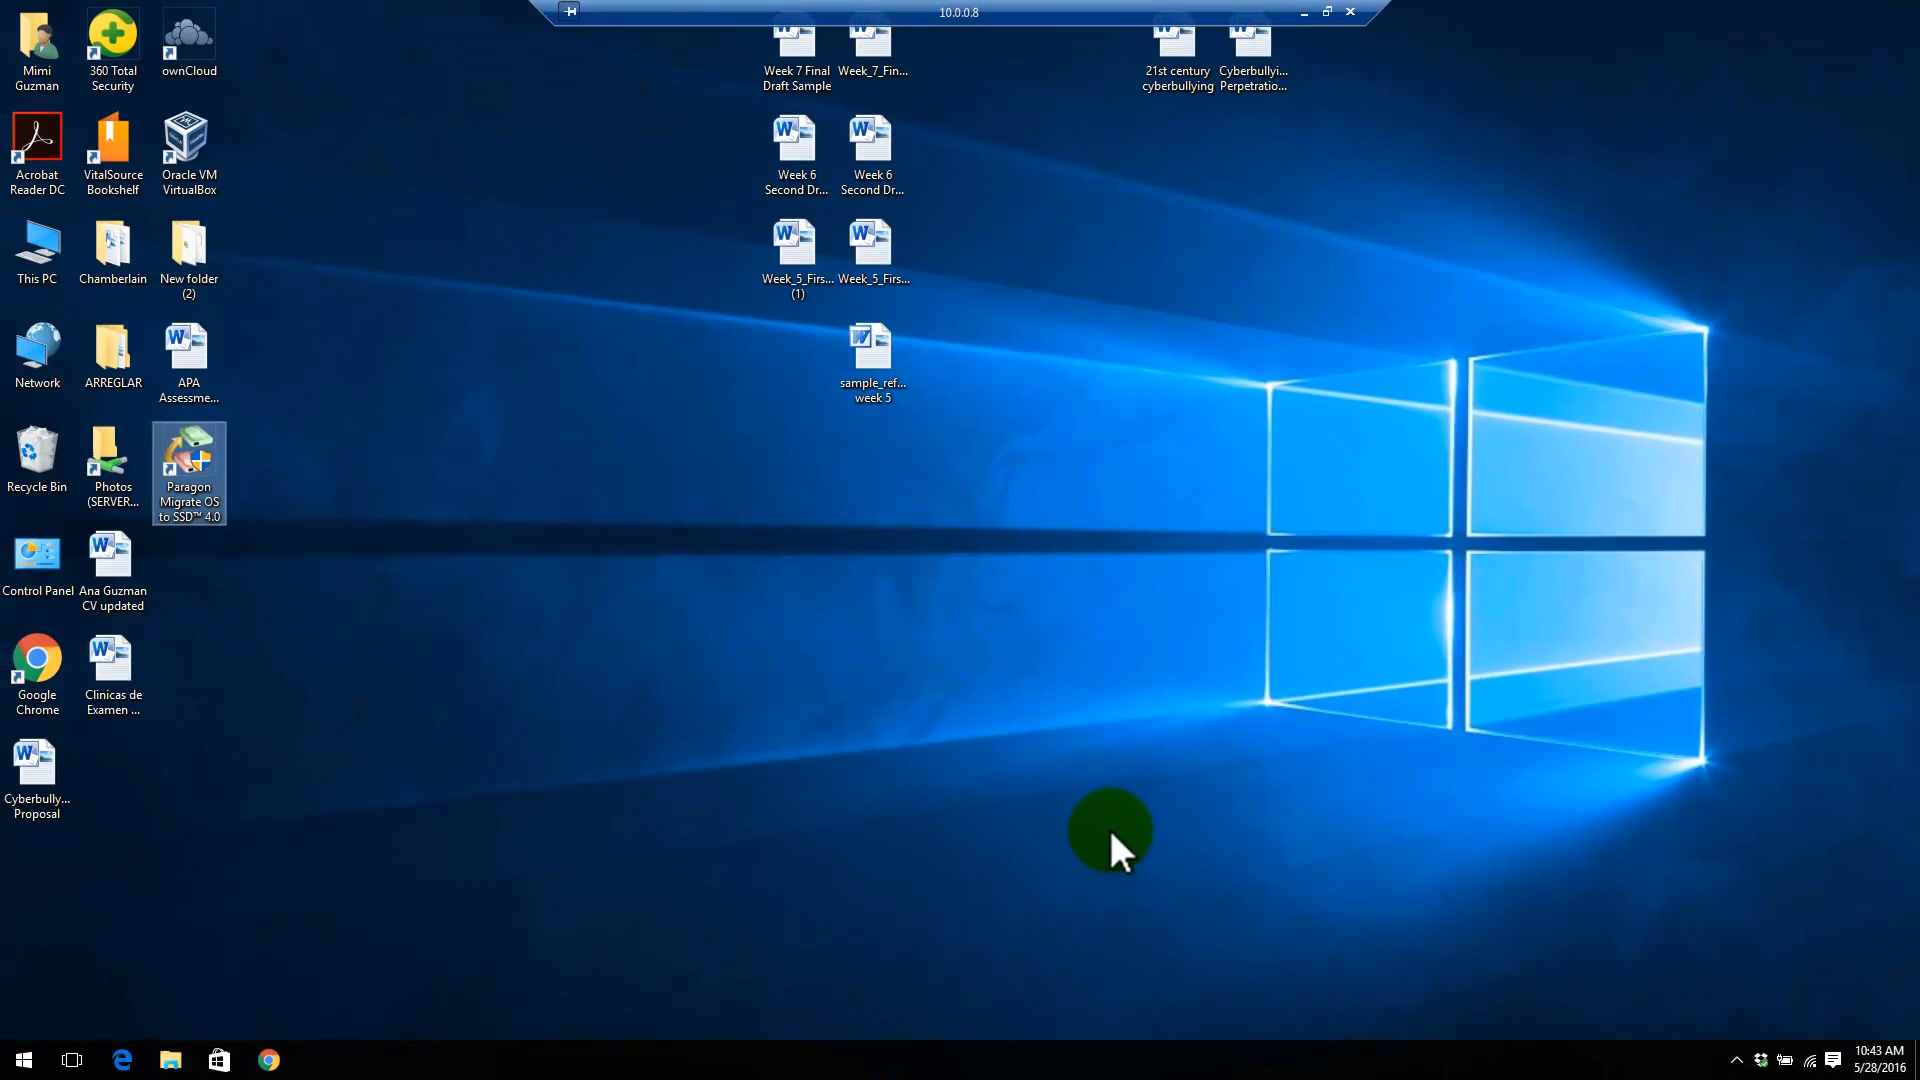 10.0.0.8
Mimi
Guzman
360 Total
Security
ownCloud
Week 7 Final
Draft Sample
Week_7_Fin...
21st century
cyberbullying
Cyberbullyi...
Perpetratio...
Acrobat
Reader DC
VitalSource
Bookshelf
Oracle VM
VirtualBox
Week 6
Second Dr...
Week 6
Second Dr...
This PC
Chamberlain
New folder
(2)
Week_5_Firs...
(1)
Week_5_Firs...
Network
ARREGLAR
APA
Assessme...
sample_ref...
week 5
Recycle Bin
Photos
(SERVER...
Paragon
Migrate OS
to SSD™ 4.0
Control Panel
Ana Guzman
CV updated
Google
Chrome
Clinicas de
Examen ...
Cyberbully...
Proposal
10:43 AM
5/28/2016